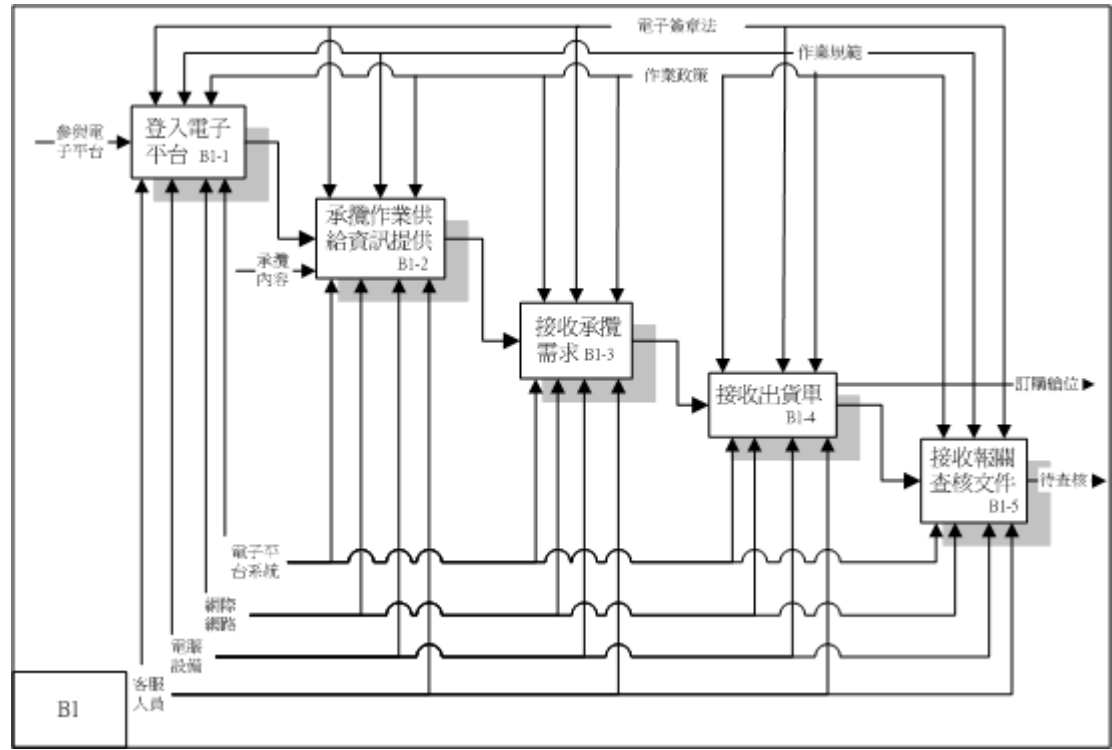 電子簽章法
作業規範
作業政策
參與電
子平台
登入電子
平台 B1-1
承攬作業供
給資訊提供
B1-2
承攬
內容
接收承攬
需求 B1-3
接收出貨單
B1-4
訂購艙位
接收報關
查核文件
B1-5
待查核
電子平
台系統
網際
網路
電腦
設備
客服
人員
B1